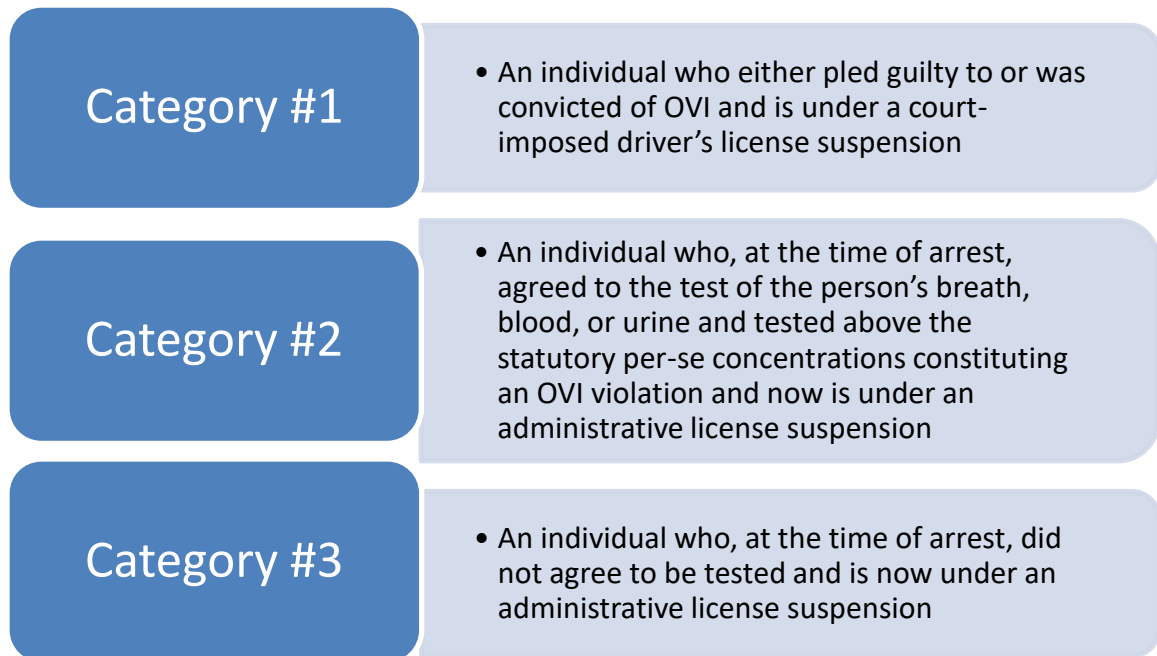 Category #1
• An individual who either pled guilty to or was
convicted of OVI and is under a court-
imposed driver’s license suspension
Category #2
• An individual who, at the time of arrest,
agreed to the test of the person’s breath,
blood, or urine and tested above the
statutory per-se concentrations constituting
an OVI violation and now is under an
administrative license suspension
Category #3
• An individual who, at the time of arrest, did
not agree to be tested and is now under an
administrative license suspension